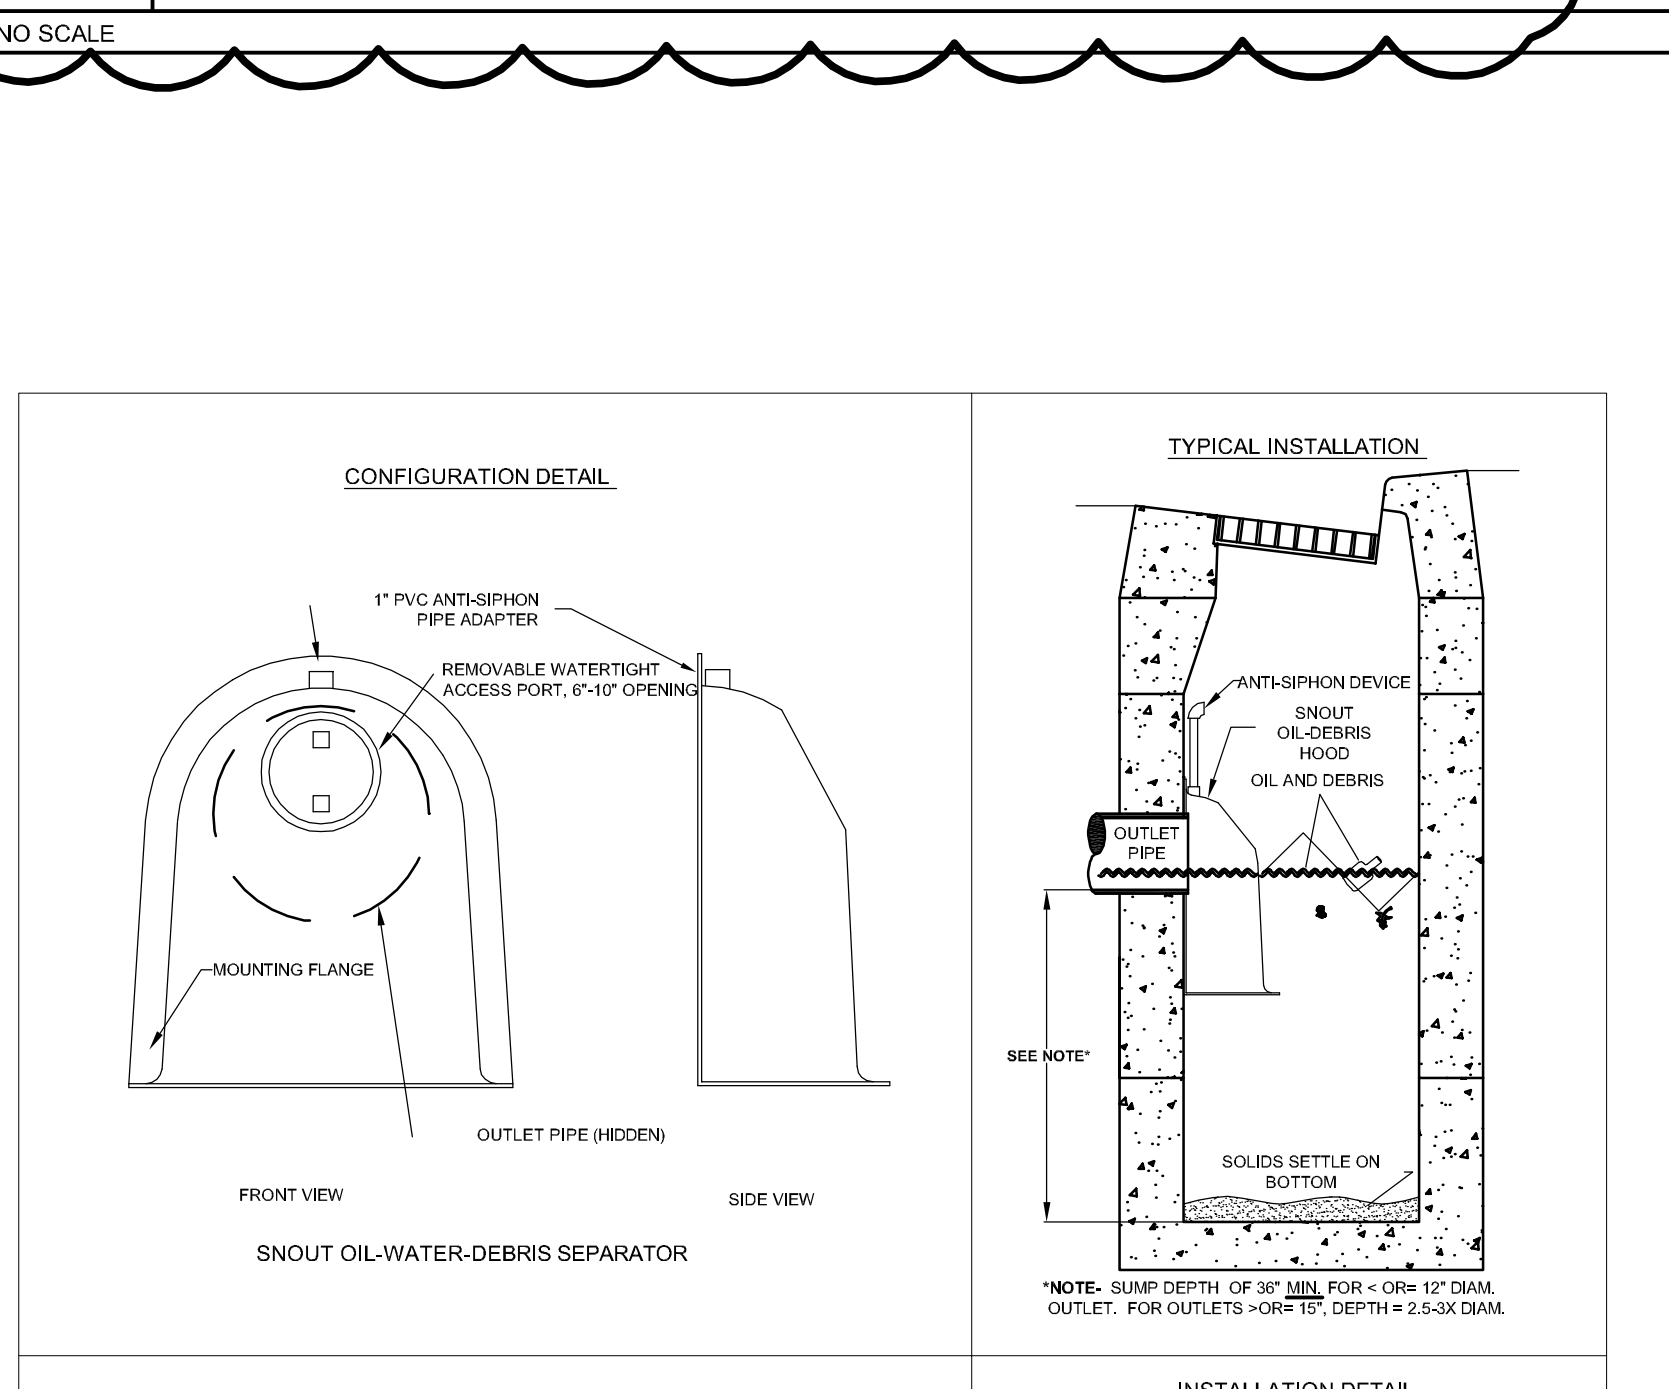 NO SCALE
CONFIGURATION DETAIL
1" PVC ANTI-SIPHON
PIPE ADAPTER
REMOVABLE WATERTIGHT
ACCESS PORT, 6"-10" OPENING
MOUNTING FLANGE
OUTLET PIPE (HIDDEN)
FRONT VIEW
SIDE VIEW
SNOUT OIL-WATER-DEBRIS SEPARATOR
TYPICAL INSTALLATION
ANTI-SIPHON DEVICE
SNOUT
OIL-DEBRIS
HOOD
OIL AND DEBRIS
OUTLET
PIPE
SEE NOTE*
SOLIDS SETTLE ON
BOTTOM
*NOTE- SUMP DEPTH OF 36" MIN. FOR < OR= 12" DIAM.
OUTLET. FOR OUTLETS >OR= 15", DEPTH = 2.5-3X DIAM.
INSTALLATION DETAIL